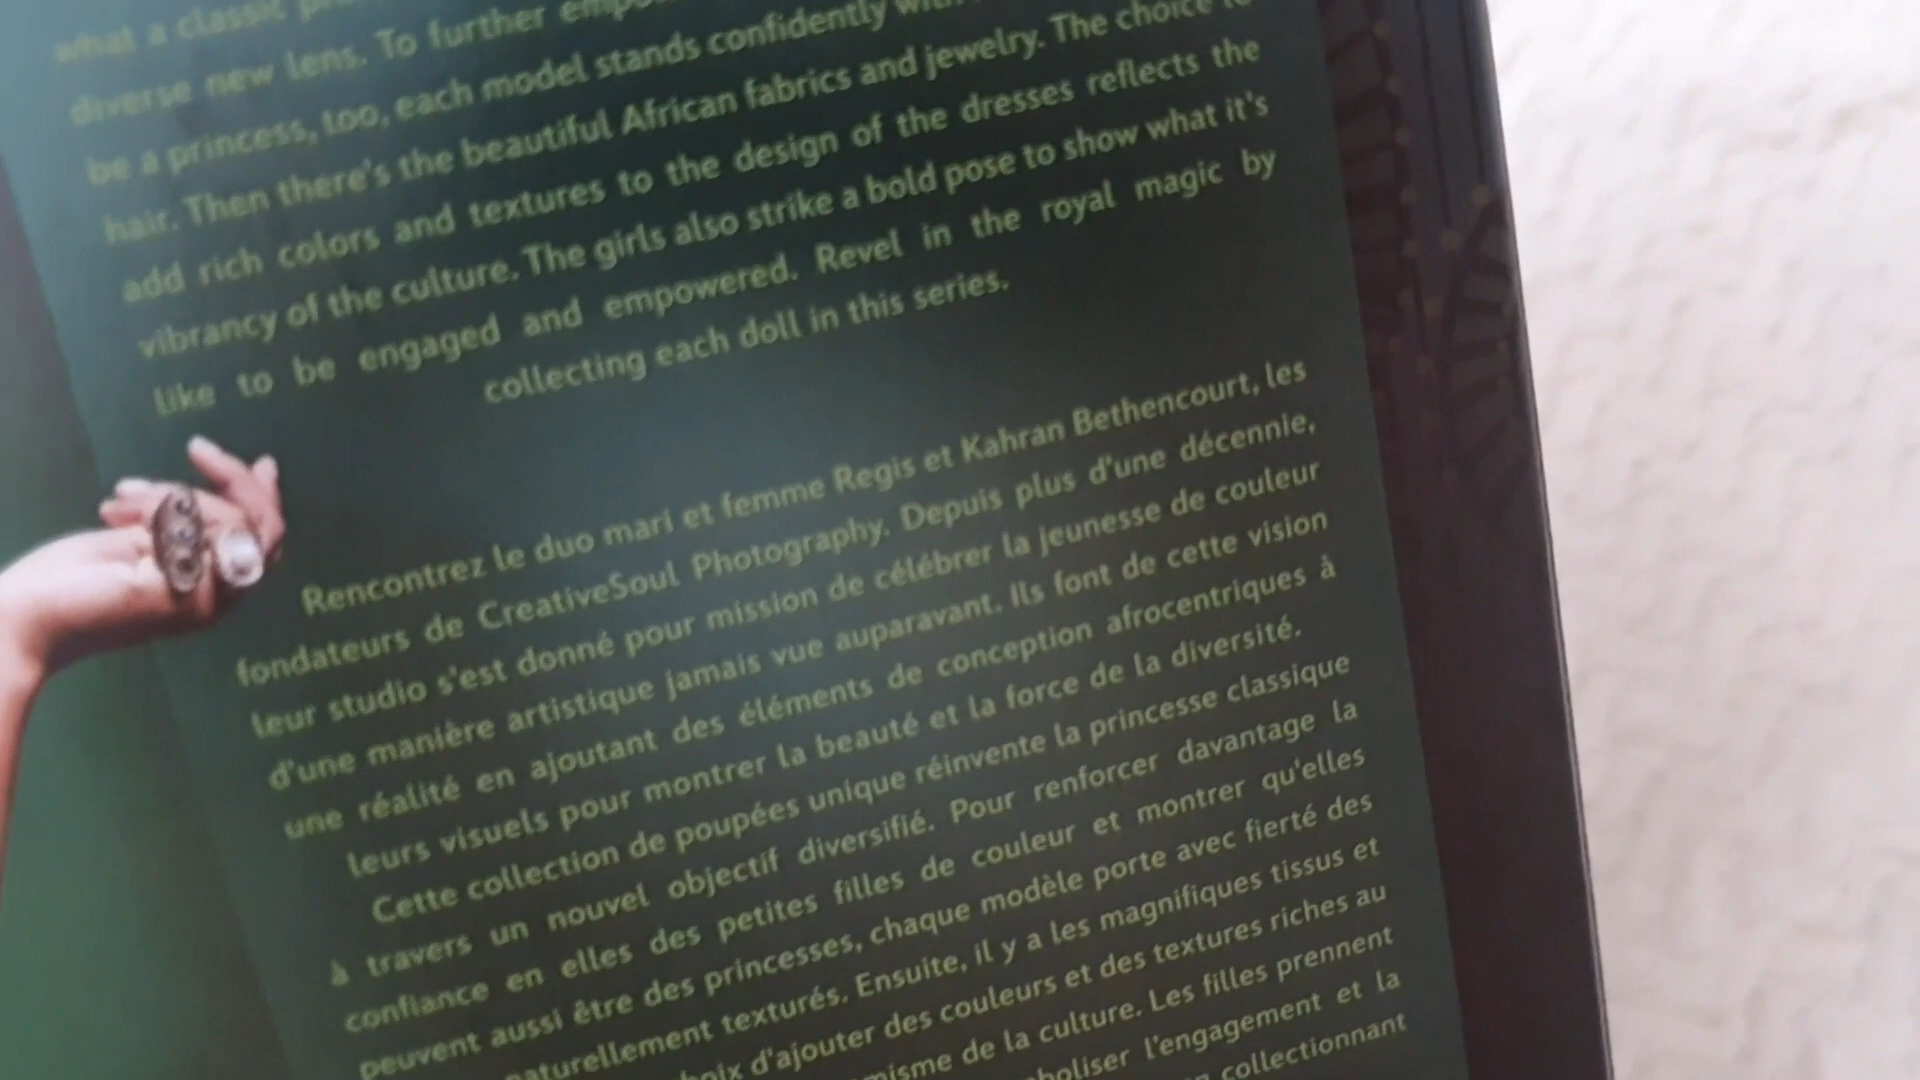 what a classic
diverse new lens. To further
be a princess, too, each model stands confidently
hair. Then there's the beautiful African fabrics and jewelry. The choice to
add rich colors and textures to the design of the dresses reflects the
vibrancy of the culture. The girls also strike a bold pose to show what it's
like to be engaged and empowered. Revel in the royal magic by
collecting each doll in this series.
Rencontrez le duo mari et femme Regis et Kahran Bethencourt, les
fondateurs de CreativeSoul Photography. Depuis plus d'une décennie,
leur studio s'est donné pour mission de célébrer la jeunesse de couleur
d'une manière artistique jamais vue auparavant. Ils font de cette vision
une réalité en ajoutant des éléments de conception afrocentriques à
leurs visuels pour montrer la beauté et la force de la diversité.
Cette collection de poupées unique réinvente la princesse classique
à travers un nouvel objectif diversifié. Pour renforcer davantage la
confiance en elles des petites filles de couleur et montrer qu'elles
peuvent aussi être des princesses, chaque modèle porte avec fierté des
naturellement texturés. Ensuite, il y a les magnifiques tissus et
d'ajouter des couleurs et des textures riches au
de la culture. Les filles prennent
l'engagement et la
collectionnant